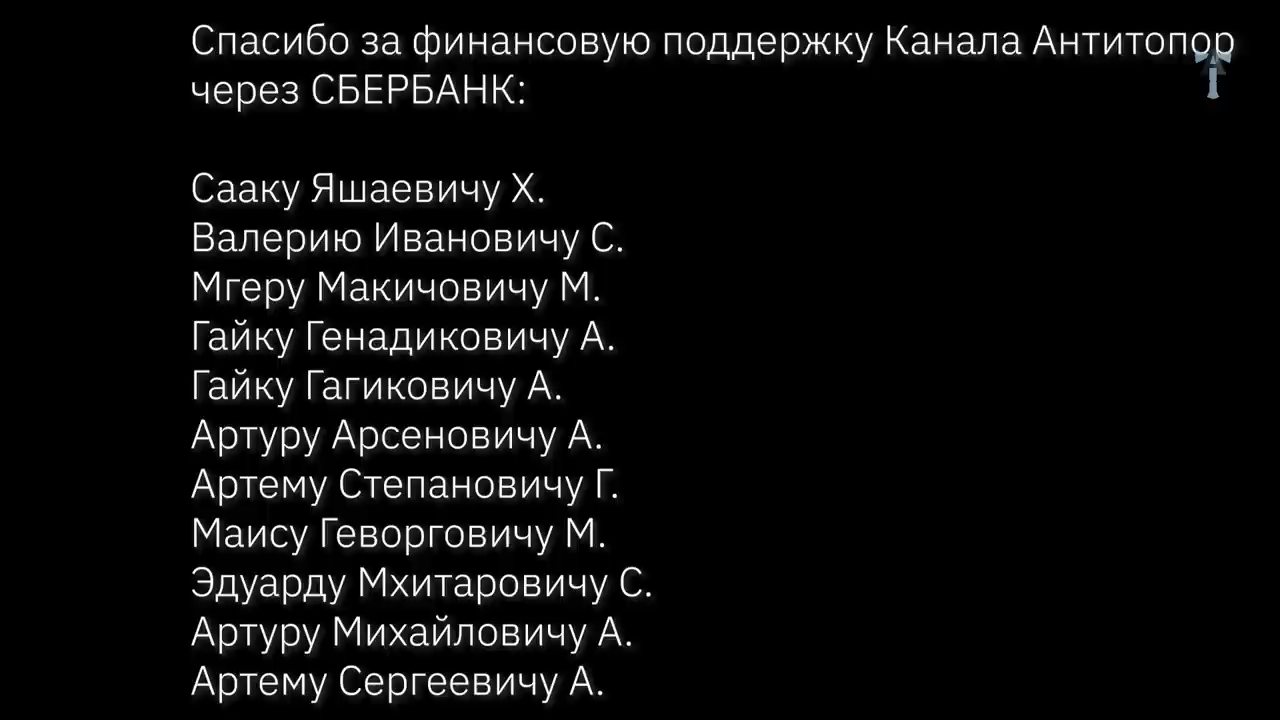 Спасибо за финансовую поддержку Канала Антитопор
через СБЕРБАНК:
Сааку Яшаевичу Х.
Валерию Ивановичу С.
Мгеру Макичовичу М.
Гайку Генадиковичу А.
Гайку Гагиковичу А.
Артуру Арсеновичу А.
Артему Степановичу Г.
Маису Геворговичу М.
Эдуарду Мхитаровичу С.
Артуру Михайловичу А.
Артему Сергеевичу А.